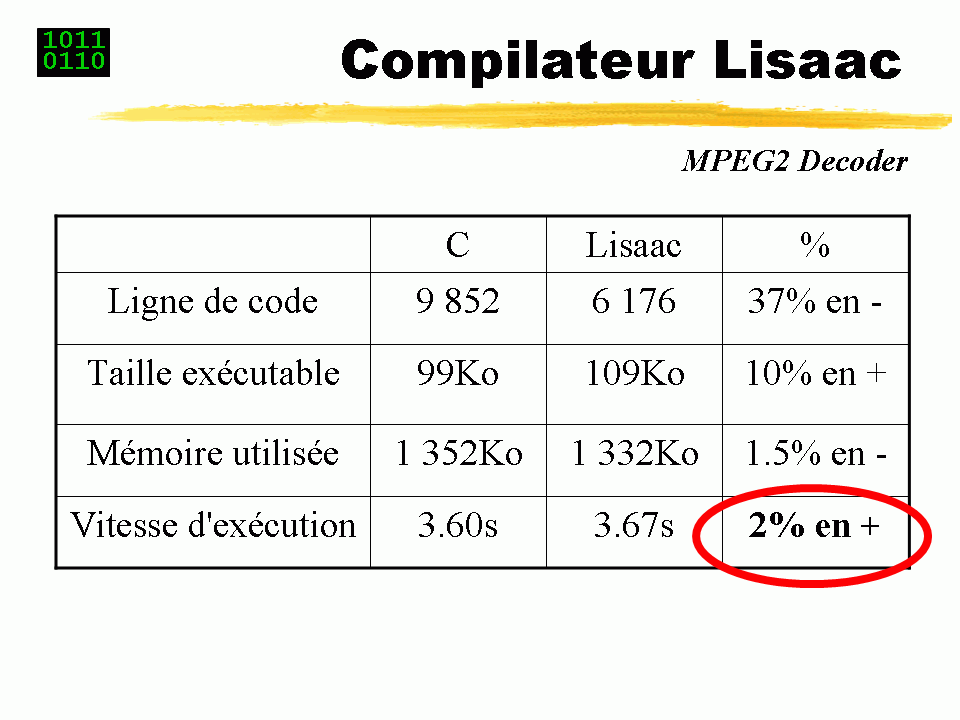 1011
0110
Compilateur Lisaac
MPEG2 Decoder
C Lisaac %
Ligne de code 9 852 6 176 37% en -
Taille exécutable 99Ko 109Ko 10% en +
Mémoire utilisée 1 352Ko 1 332Ko 1.5% en -
Vitesse d'exécution 3.60s 3.67s 2% en +